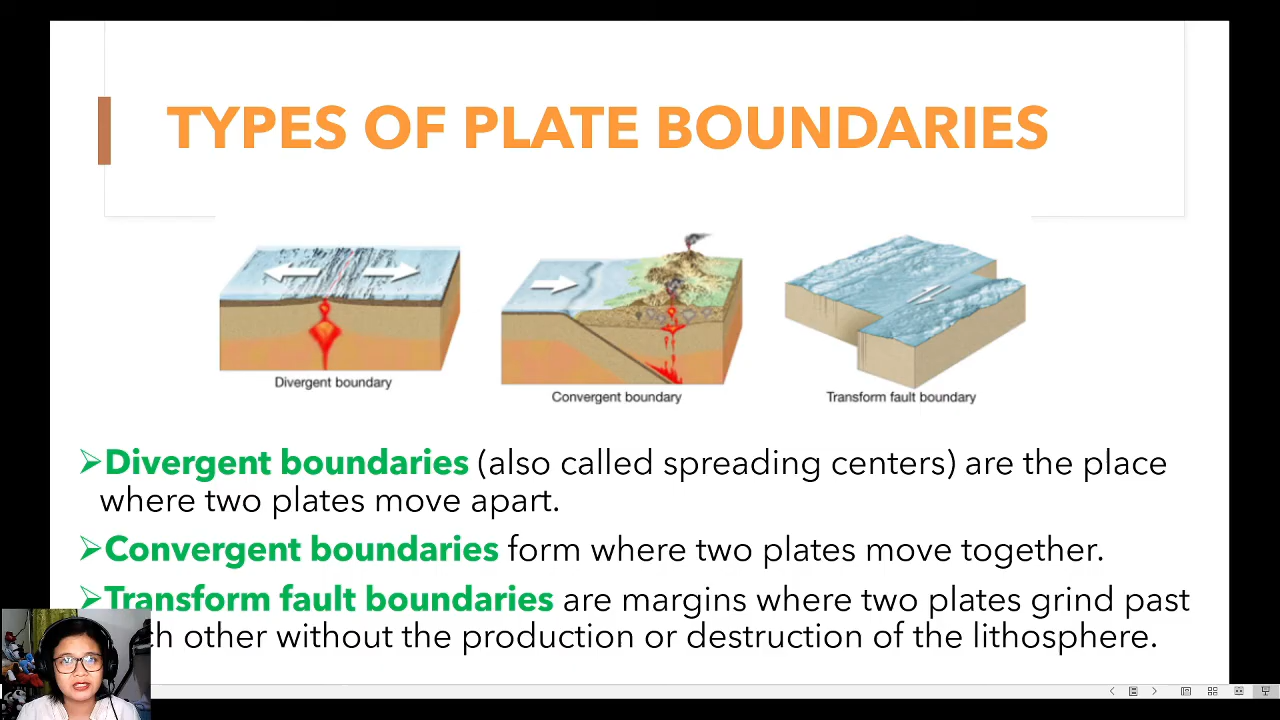 TYPES OF PLATE BOUNDARIES
Divergent boundary
Convergent boundary
Transform fault boundary
➢Divergent boundaries (also called spreading centers) are the place
where two plates move apart.
➢Convergent boundaries form where two plates move together.
➢Transform fault boundaries are margins where two plates grind past
ch other without the production or destruction of the lithosphere.